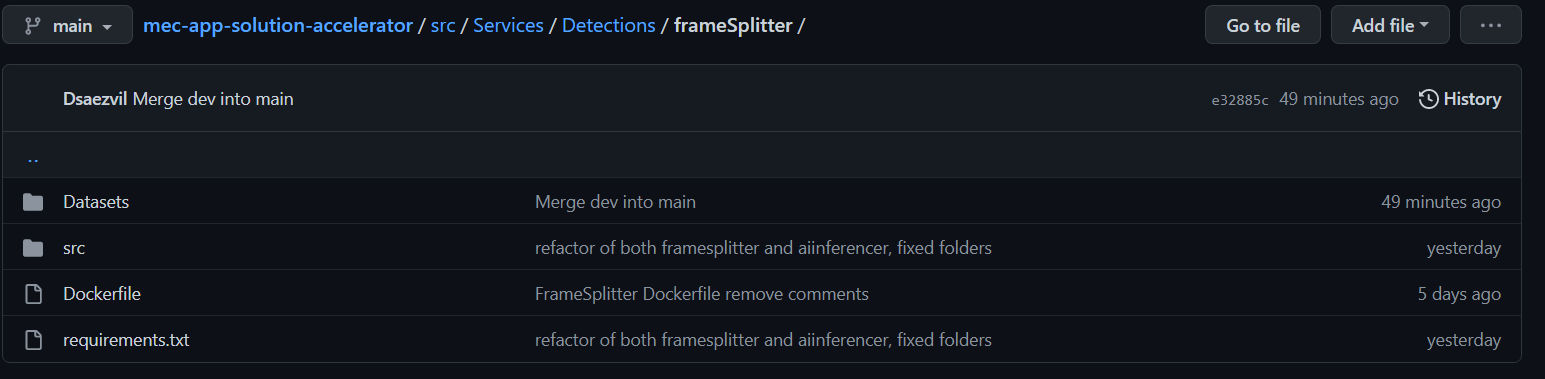 main mec-app-solution-accelerator / src / Services / Detections / frameSplitter / Go to file Add file ...
Dsaezvil Merge dev into main e32885c 49 minutes ago History
..
Datasets Merge dev into main 49 minutes ago
src refactor of both framesplitter and aiinferencer, fixed folders yesterday
Dockerfile FrameSplitter Dockerfile remove comments 5 days ago
requirements.txt refactor of both framesplitter and aiinferencer, fixed folders yesterday